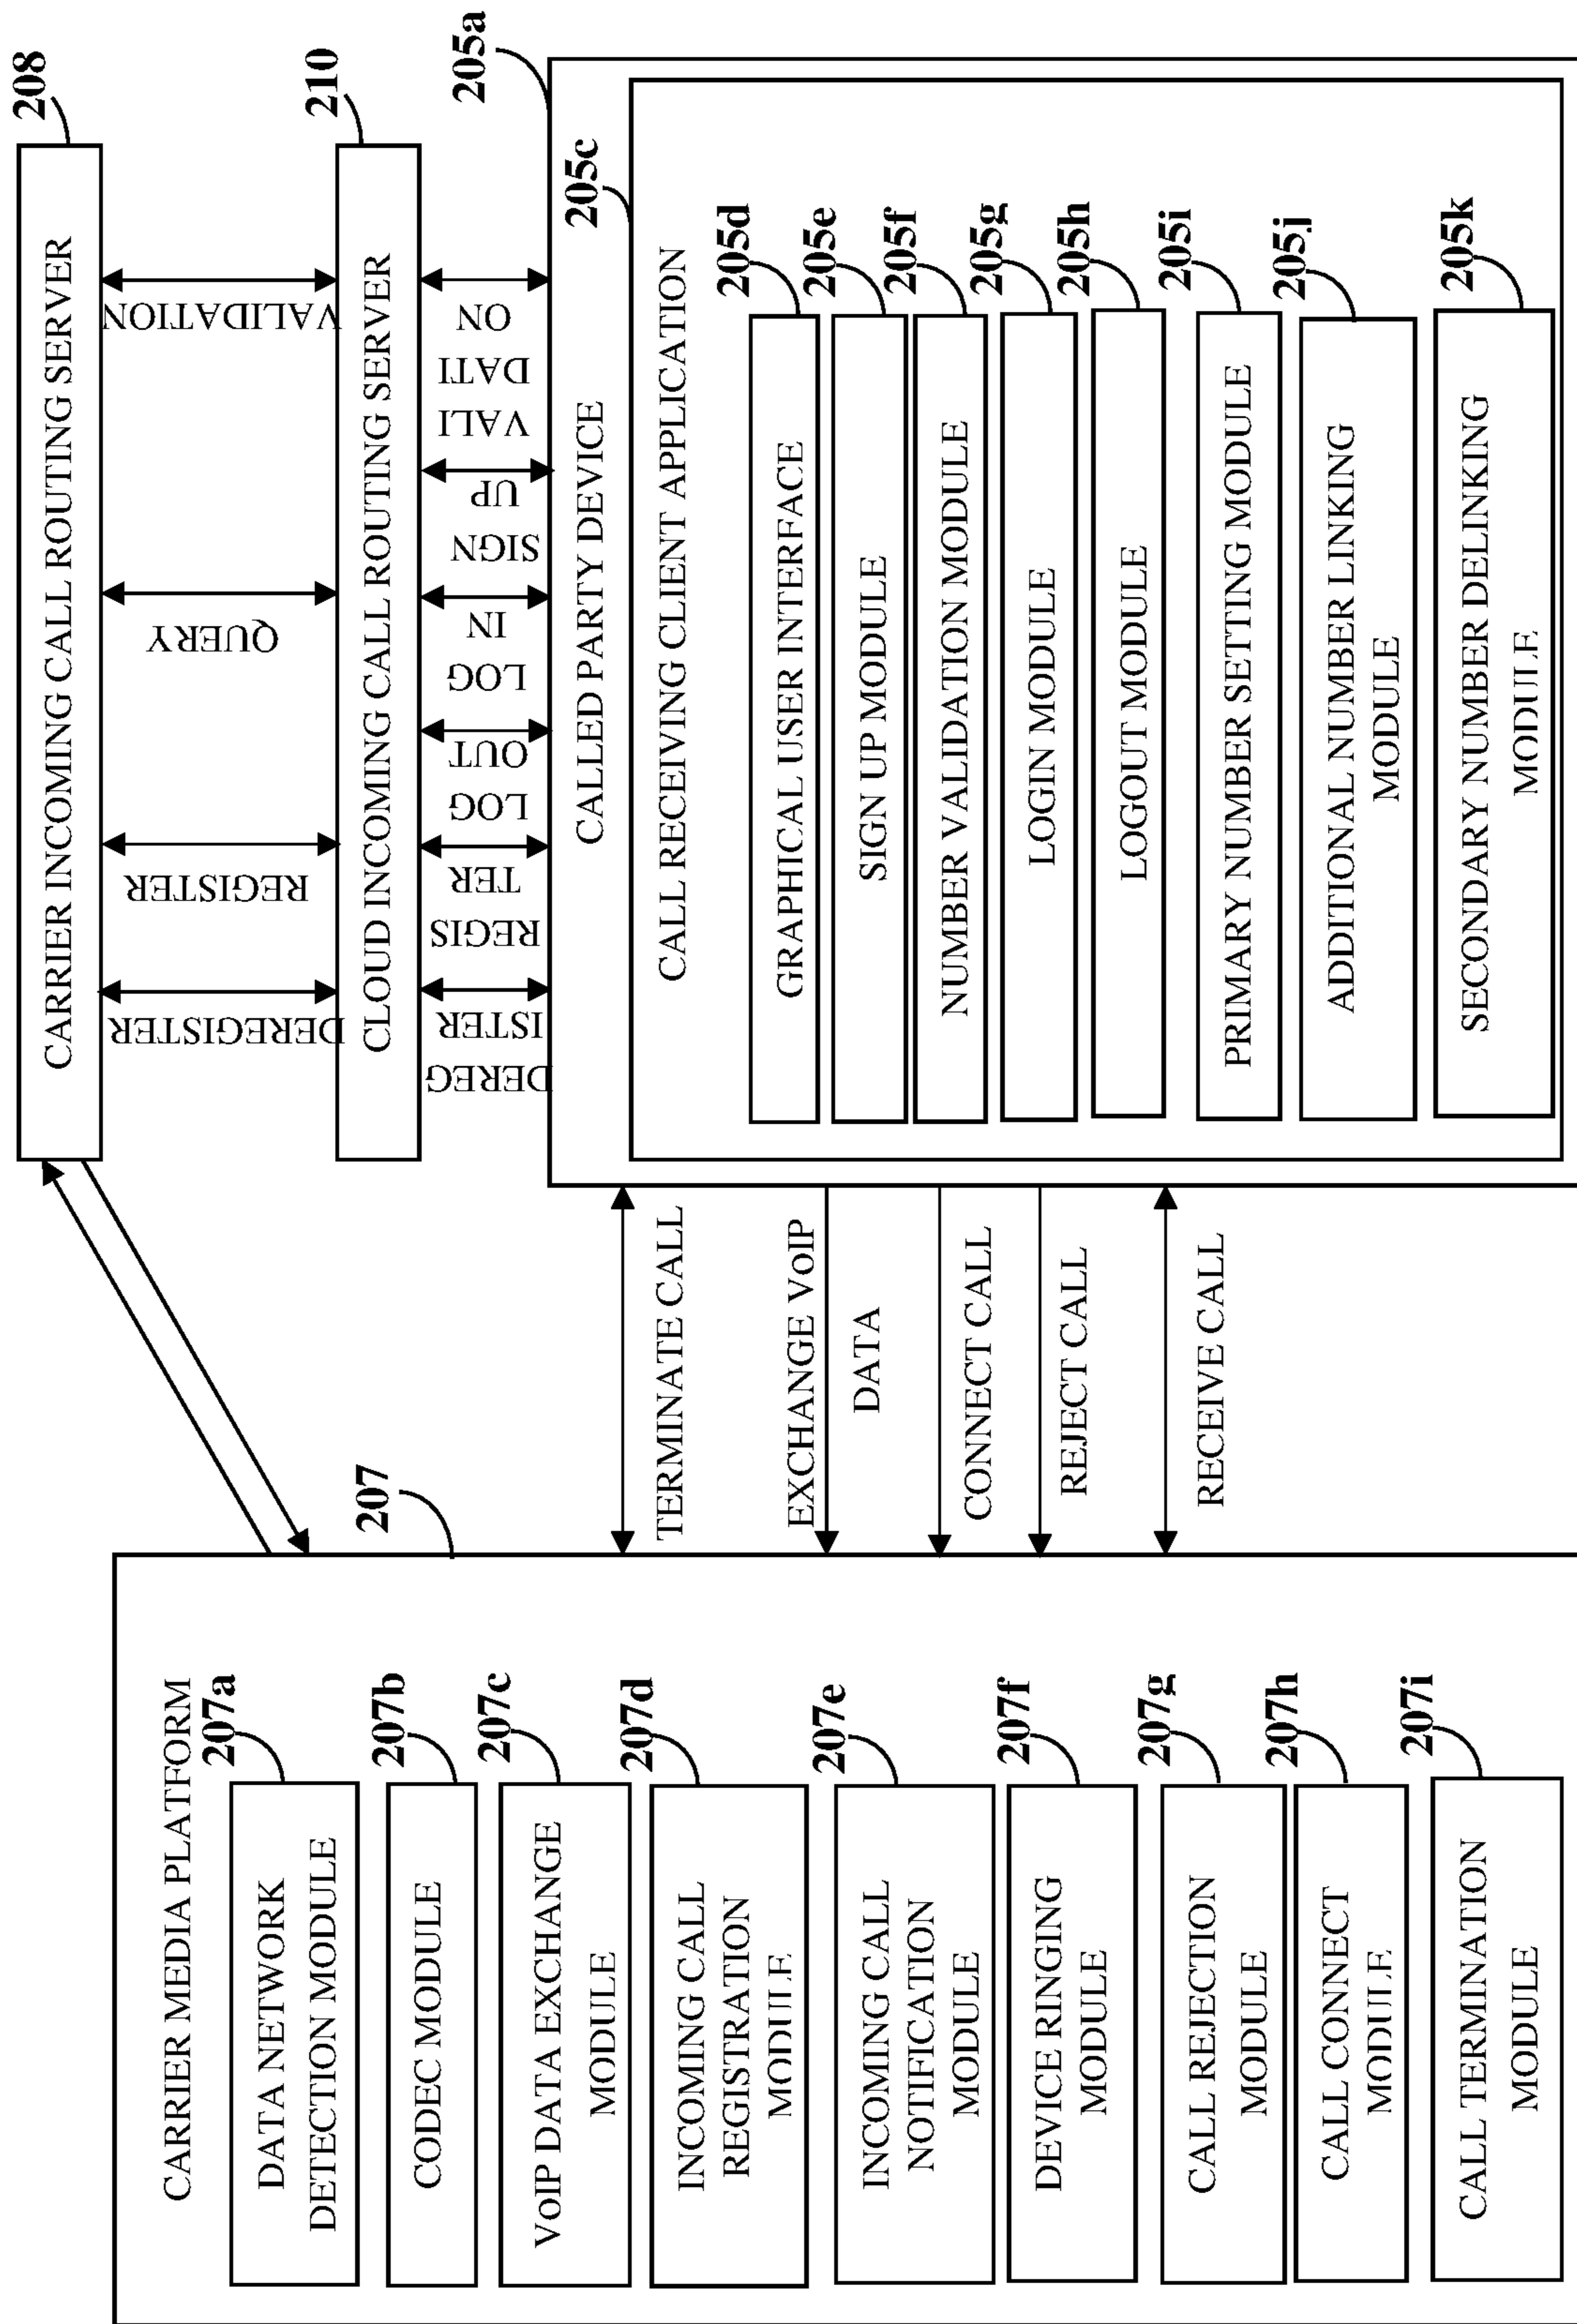 CARRIER INCOMING CALL ROUTING SERVER
208
DEREGISTER
REGISTER
QUERY
VALIDATION
CLOUD INCOMING CALL ROUTING SERVER
210
DEREG
ISTER
REGIS
TER
LOG
OUT
LOG
IN
SIGN
UP
VALI
DATI
ON
205a
CALLED PARTY DEVICE
205c
CALL RECEIVING CLIENT APPLICATION
205d
GRAPHICAL USER INTERFACE
205e
SIGN UP MODULE
205f
NUMBER VALIDATION MODULE
205g
LOGIN MODULE
205h
LOGOUT MODULE
205i
PRIMARY NUMBER SETTING MODULE
205j
ADDITIONAL NUMBER LINKING
MODULE
205k
SECONDARY NUMBER DELINKING
MODULE
TERMINATE CALL
EXCHANGE VoIP
DATA
CONNECT CALL
REJECT CALL
RECEIVE CALL
207
CARRIER MEDIA PLATFORM
207a
DATA NETWORK
DETECTION MODULE
207b
CODEC MODULE
207c
VoIP DATA EXCHANGE
MODULE
207d
INCOMING CALL
REGISTRATION
MODULE
207e
INCOMING CALL
NOTIFICATION
MODULE
207f
DEVICE RINGING
MODULE
207g
CALL REJECTION
MODULE
207h
CALL CONNECT
MODULE
207i
CALL TERMINATION
MODULE